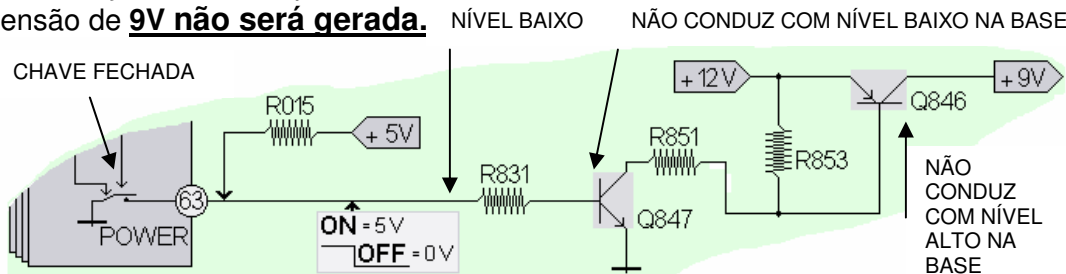 ensão de 9V não será gerada.
NÍVEL BAIXO
NÃO CONDUZ COM NÍVEL BAIXO NA BASE
CHAVE FECHADA
+12V
+9V
R015
+5V
Q846
R851
R853
R831
63
Q847
POWER
ON = 5V
OFF = 0V
NÃO
CONDUZ
COM NÍVEL
ALTO NA
BASE